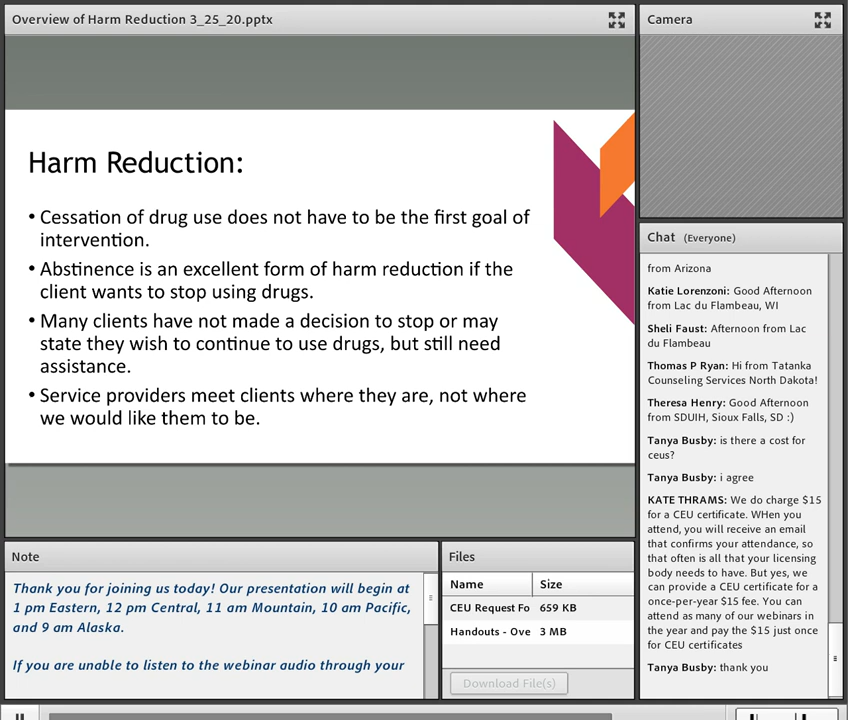 Overview of Harm Reduction 3_25_20.pptx
Harm Reduction:
• Cessation of drug use does not have to be the first goal of
intervention.
• Abstinence is an excellent form of harm reduction if the
client wants to stop using drugs.
• Many clients have not made a decision to stop or may
state they wish to continue to use drugs, but still need
assistance.
• Service providers meet clients where they are, not where
we would like them to be.
Note
Thank you for joining us today! Our presentation will begin at
1 pm Eastern, 12 pm Central, 11 am Mountain, 10 am Pacific,
and 9 am Alaska.
If you are unable to listen to the webinar audio through your
Files
Name Size
CEU Request Fo 659 KB
Handouts - Ove 3 MB
Download File(s)
Camera
Chat (Everyone)
from Arizona
Katie Lorenzoni: Good Afternoon
from Lac du Flambeau, WI
Sheli Faust: Afternoon from Lac
du Flambeau
Thomas P Ryan: Hi from Tatanka
Counseling Services North Dakota!
Theresa Henry: Good Afternoon
from SDUIH, Sioux Falls, SD :)
Tanya Busby: is there a cost for
ceus?
Tanya Busby: i agree
KATE THRAMS: We do charge $15
for a CEU certificate. WHen you
attend, you will receive an email
that confirms your attendance, so
that often is all that your licensing
body needs to have. But yes, we
can provide a CEU certificate for a
once-per-year $15 fee. You can
attend as many of our webinars in
the year and pay the $15 just once
for CEU certificates
Tanya Busby: thank you